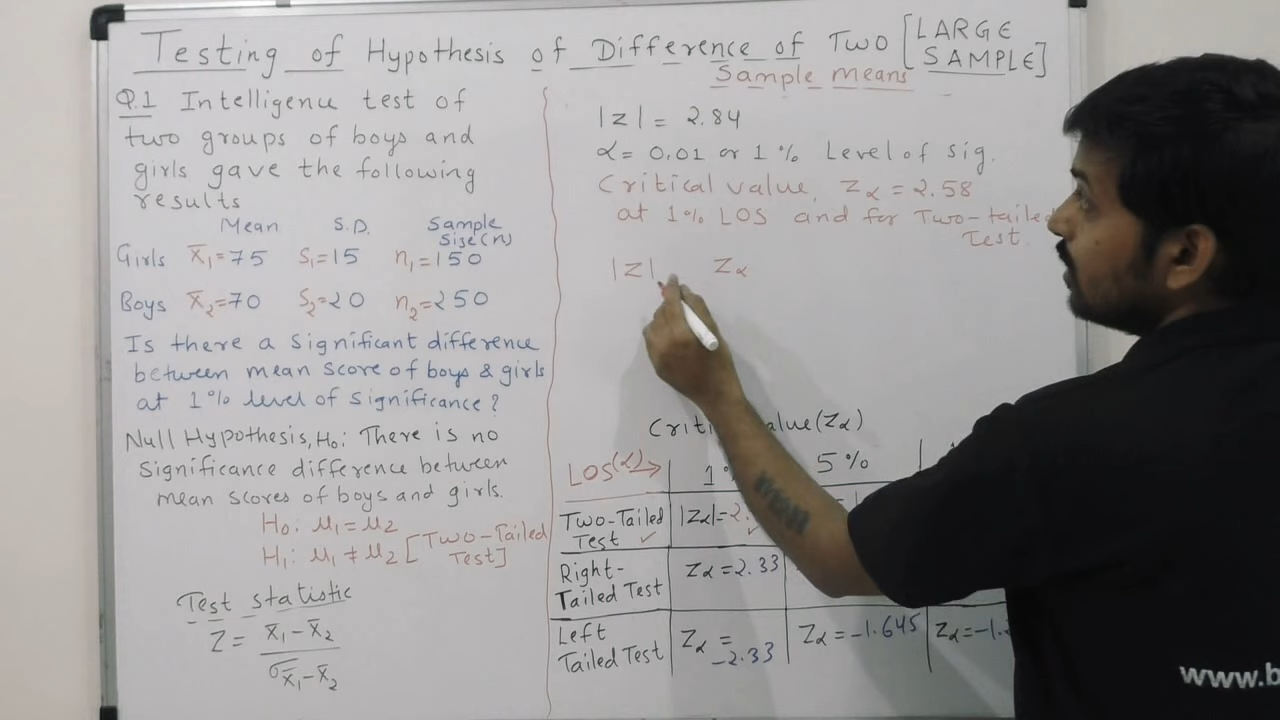 Testing of Hypothesis of Difference of Two [LARGE SAMPLE]
Sample means
Q.1 Intelligence test of
two groups of boys and
girls gave the following
results
Mean S.D. Sample Size(n)
Girls x̄₁=75 S₁=15 n₁=150
Boys x̄₂=70 S₂=20 n₂=250
Is there a significant difference
between mean score of boys & girls
at 1% level of significance?
Null Hypothesis, H₀: There is no
significance difference between
mean scores of boys and girls.
H₀: μ₁=μ₂
H₁: μ₁≠μ₂ [Two-Tailed Test]
Test statistic
Z = x̄₁-x̄₂
σx̄₁-x̄₂
|z| = 2.84
α= 0.01 or 1% Level of sig.
Critical value, Zα = 2.58
at 1% LOS and for Two-tailed
Test.
|Z| Zα
(Zα)
LOS(α)→ 5%
Two-Tailed Test ✓ |Zα|=2. ✓
Right-Tailed Test Zα=2.33
Left Tailed Test Zα = -2.33 Zα=-1.645 Zα=-1.
www.b